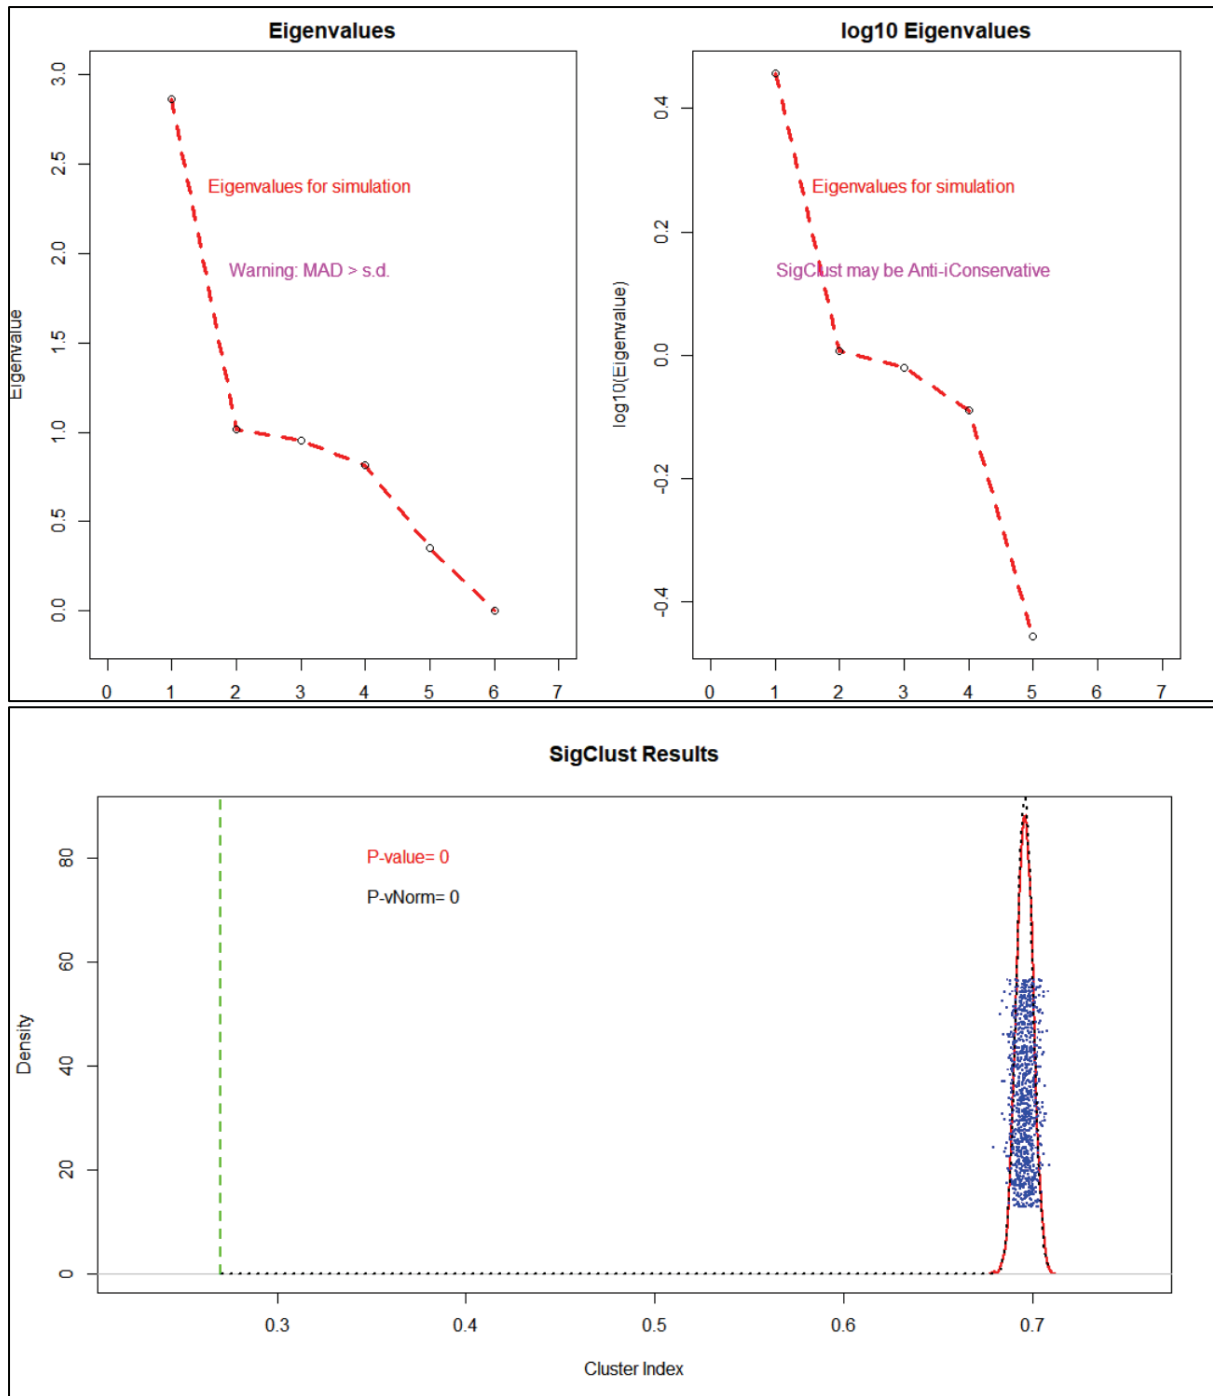 Eigenvalues
Eigenvalue
3.0
2.5
2.0
1.5
1.0
0.5
0.0
Eigenvalues for simulation
Warning: MAD > s.d.
0 1 2 3 4 5 6 7
log10 Eigenvalues
log10(Eigenvalue)
0.4
0.2
0.0
-0.2
-0.4
Eigenvalues for simulation
SigClust may be Anti-iConservative
0 1 2 3 4 5 6 7
SigClust Results
Density
80
60
40
20
0
P-value= 0
P-vNorm= 0
0.3 0.4 0.5 0.6 0.7
Cluster Index